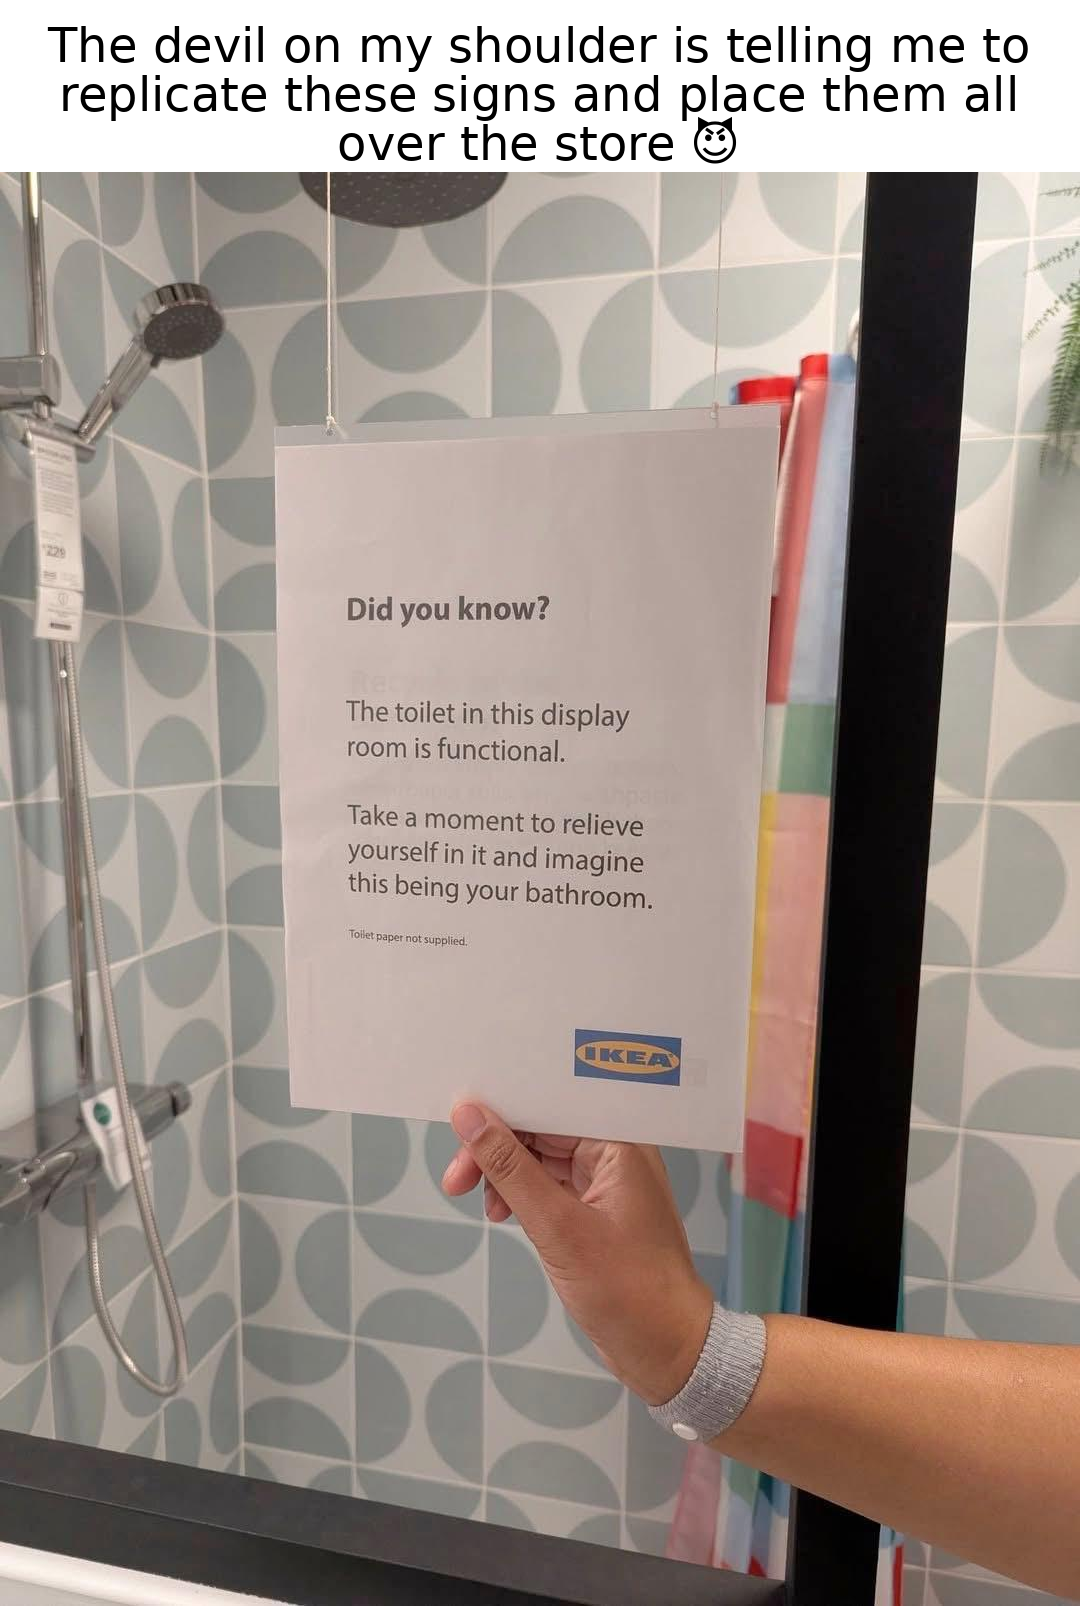 The devil on my shoulder is telling me to
replicate these signs and place them all
over the store 😈
229
Did you know?
The toilet in this display
room is functional.
Take a moment to relieve
yourself in it and imagine
this being your bathroom.
Toilet paper not supplied.
IKEA